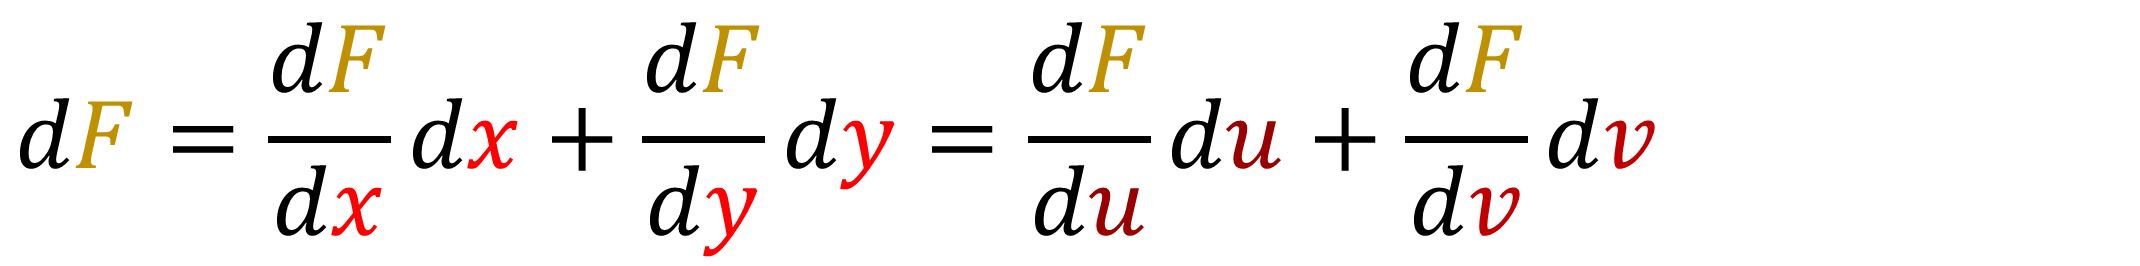 dF = dF/dx dx + dF/dy dy = dF/du du + dF/dv dv